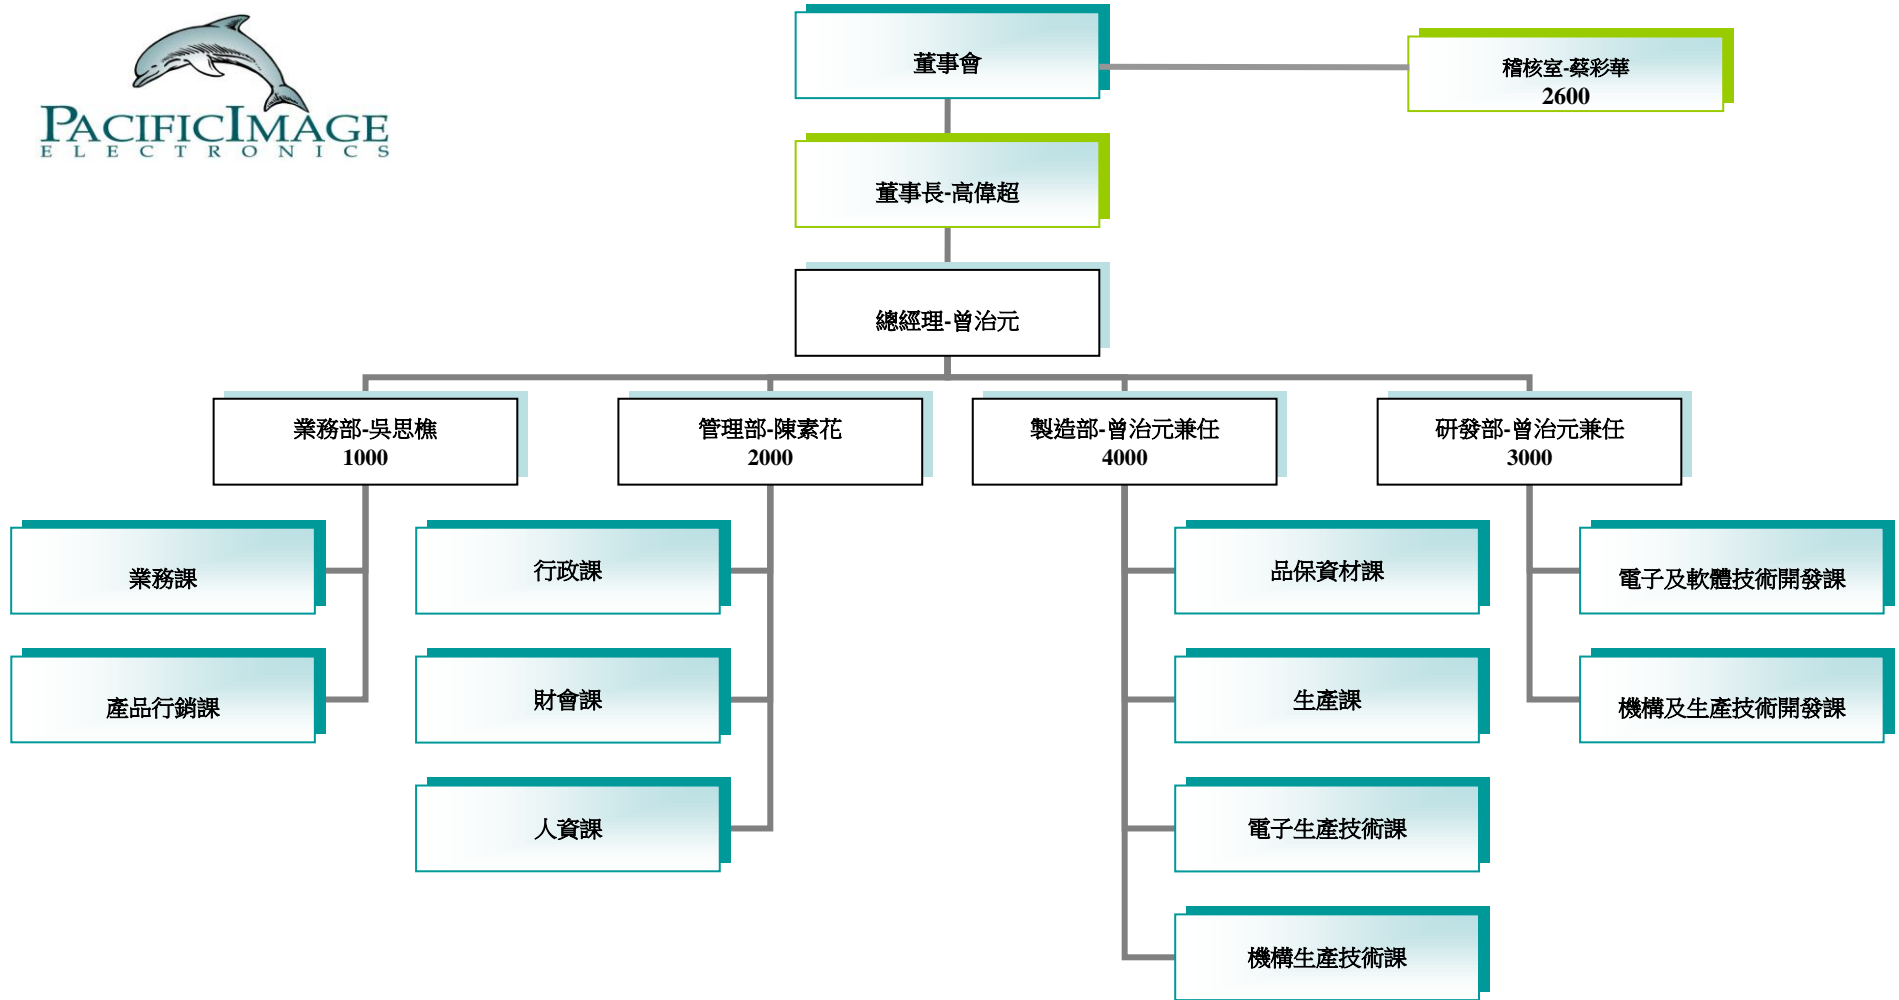 PACIFICIMAGE
ELECTRONICS
董事會
稽核室-蔡彩華
2600
董事長-高偉超
總經理-曾治元
業務部-吳思樵
1000
管理部-陳素花
2000
製造部-曾治元兼任
4000
研發部-曾治元兼任
3000
業務課
行政課
品保資材課
電子及軟體技術開發課
產品行銷課
財會課
生產課
機構及生產技術開發課
人資課
電子生產技術課
機構生產技術課